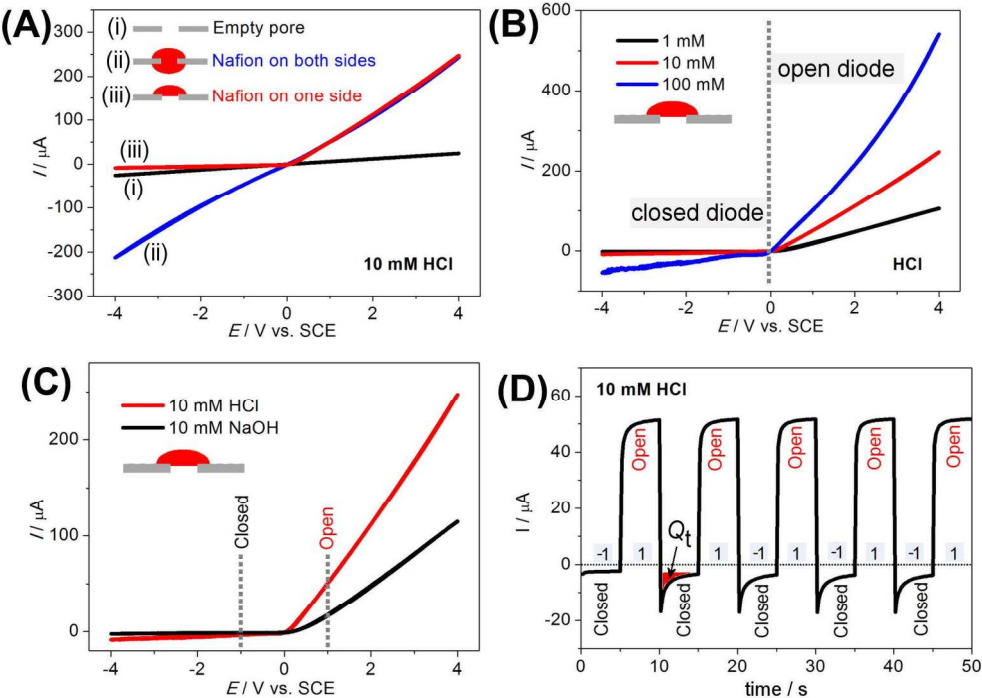 (A)
(i) Empty pore
(ii) Nafion on both sides
(iii) Nafion on one side
300
200
100
0
-100
-200
-300
I / µA
(iii)
(i)
(ii)
10 mM HCl
-4 -2 0 2 4
E / V vs. SCE
(B)
600
400
200
0
I / µA
1 mM
10 mM
100 mM
open diode
closed diode
HCl
-4 -2 0 2 4
E / V vs. SCE
(C)
200
100
0
I / µA
10 mM HCl
10 mM NaOH
Closed
Open
-4 -2 0 2 4
E / V vs. SCE
(D)
10 mM HCl
60
40
20
0
-20
I / µA
Open Open Open Open Open
Qt
-1 1 1 -1 1 -1 1 -1 1
Closed Closed Closed Closed Closed
0 10 20 30 40 50
time / s